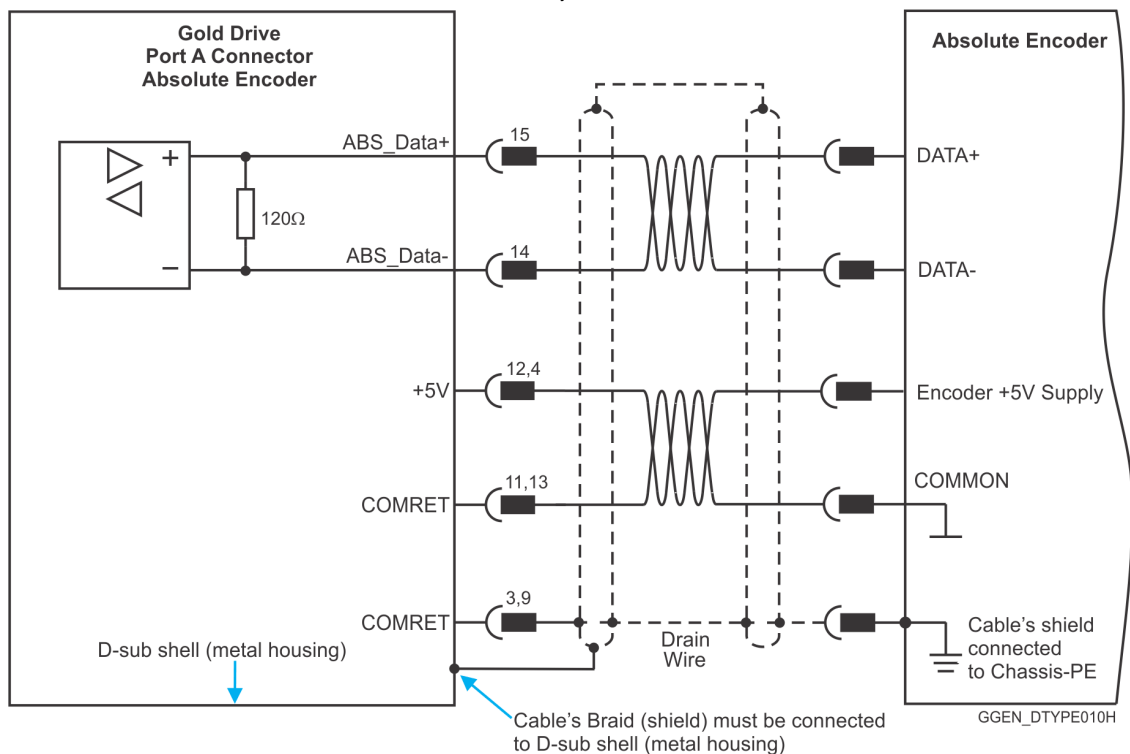 Gold Drive
Port A Connector
Absolute Encoder
Absolute Encoder
ABS_Data+
15
DATA+
+
120Ω
ABS_Data-
14
DATA-
–
+5V
12,4
Encoder +5V Supply
COMRET
11,13
COMMON
COMRET
3,9
Drain
Wire
Cable's shield
connected
to Chassis-PE
D-sub shell (metal housing)
Cable's Braid (shield) must be connected
to D-sub shell (metal housing)
GGEN_DTYPE010H